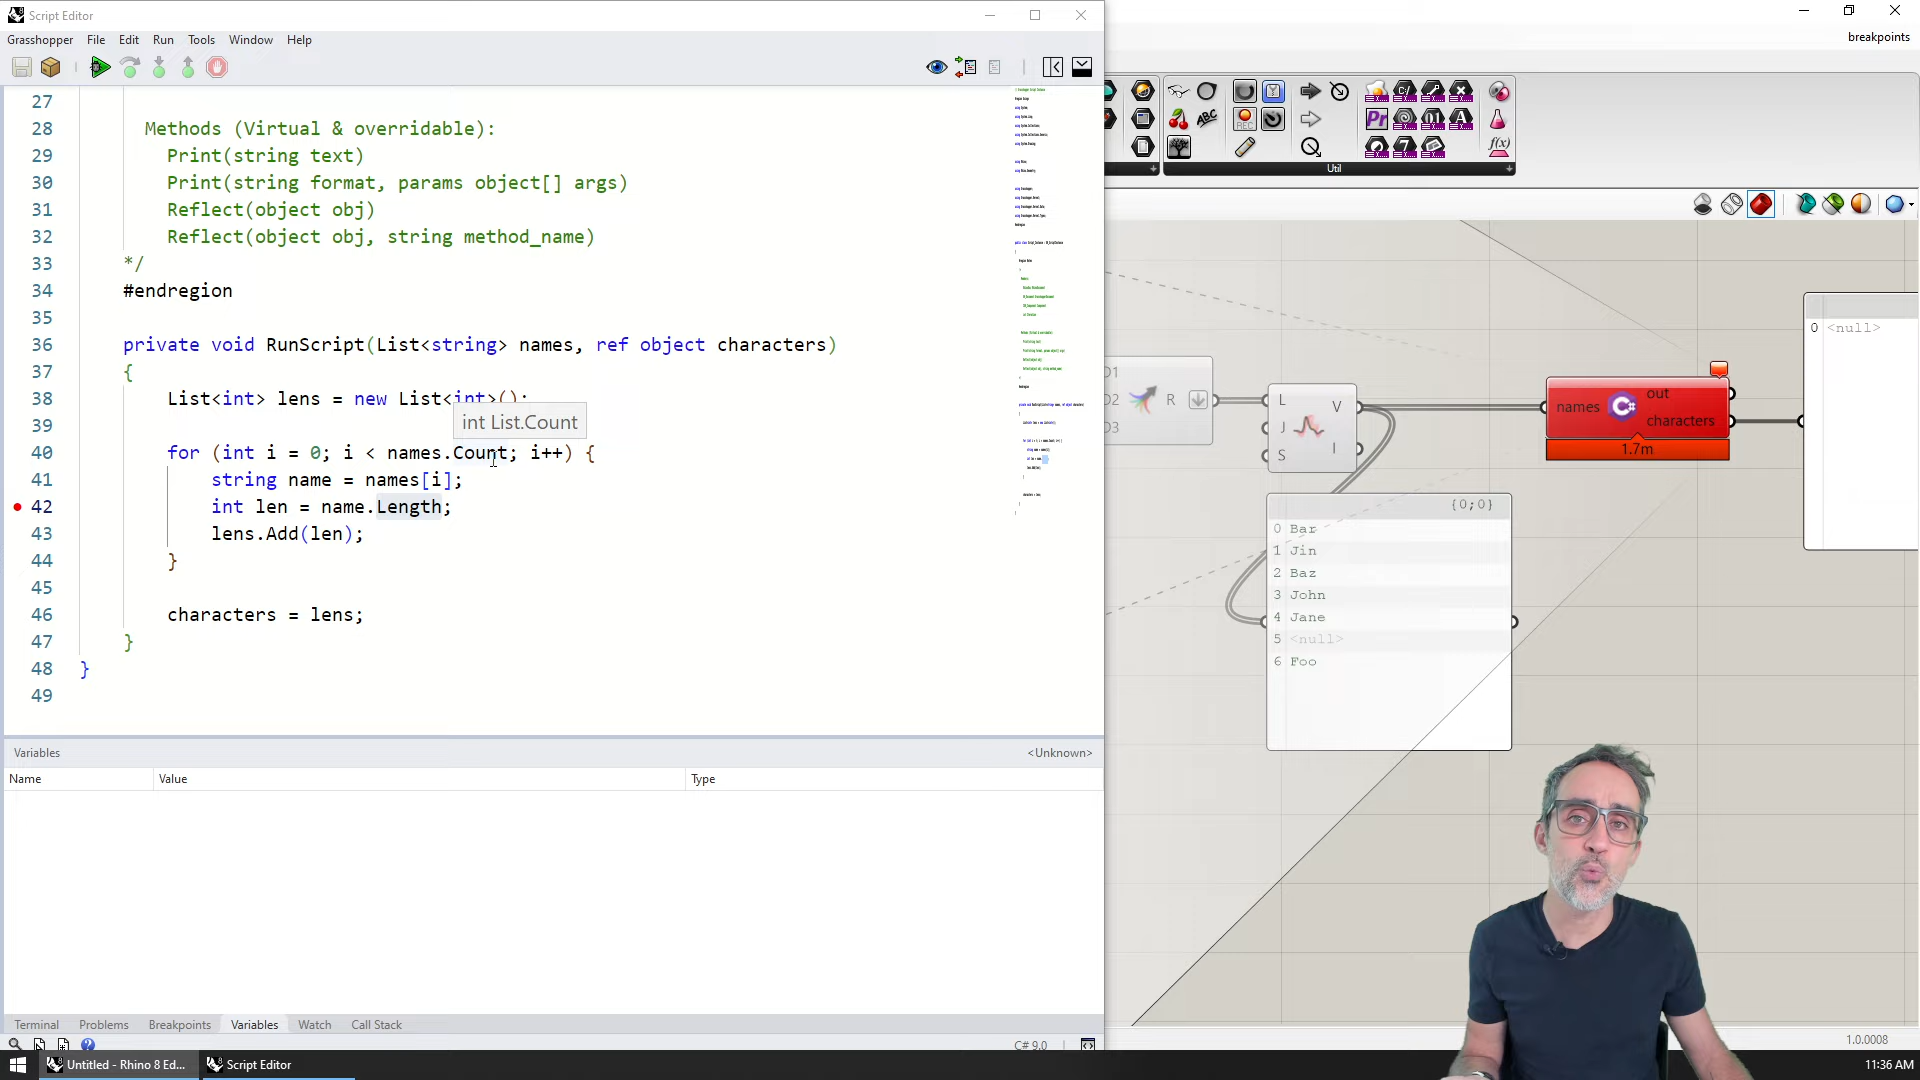 Script Editor
breakpoints
Grasshopper File Edit Run Tools Window Help
27
28 Methods (Virtual & overridable):
29 Print(string text)
30 Print(string format, params object[] args)
31 Reflect(object obj)
32 Reflect(object obj, string method_name)
33 */
34 #endregion
35
36 private void RunScript(List<string> names, ref object characters)
37 {
38 List<int> lens = new List<int>();
39
int List.Count
40 for (int i = 0; i < names.Count; i++) {
41 string name = names[i];
42 int len = name.Length;
43 lens.Add(len);
44 }
45
46 characters = lens;
47 }
48 }
49
Variables <Unknown>
Name Value Type
Terminal Problems Breakpoints Variables Watch Call Stack
C# 9.0
Untitled - Rhino 8 Ed... Script Editor
ABC
REC
Pr
f(x)
Util
D1
D2 R
D3
L V
J
S I
names out
characters
1.7m
0 <null>
{0;0}
0 Bar
1 Jin
2 Baz
3 John
4 Jane
5 <null>
6 Foo
1.0.0008
11:36 AM